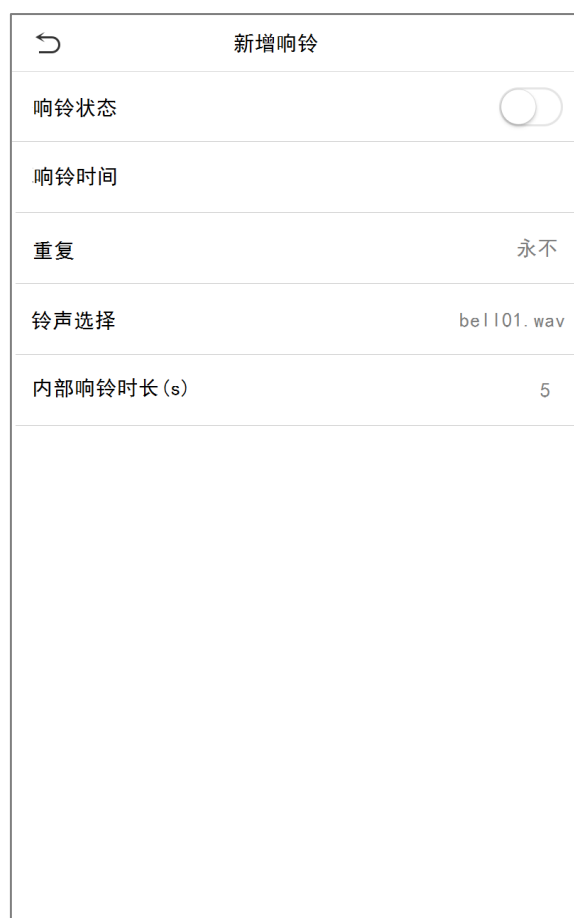 新增响铃
响铃状态
响铃时间
重复 永不
铃声选择 bell01.wav
内部响铃时长(s) 5